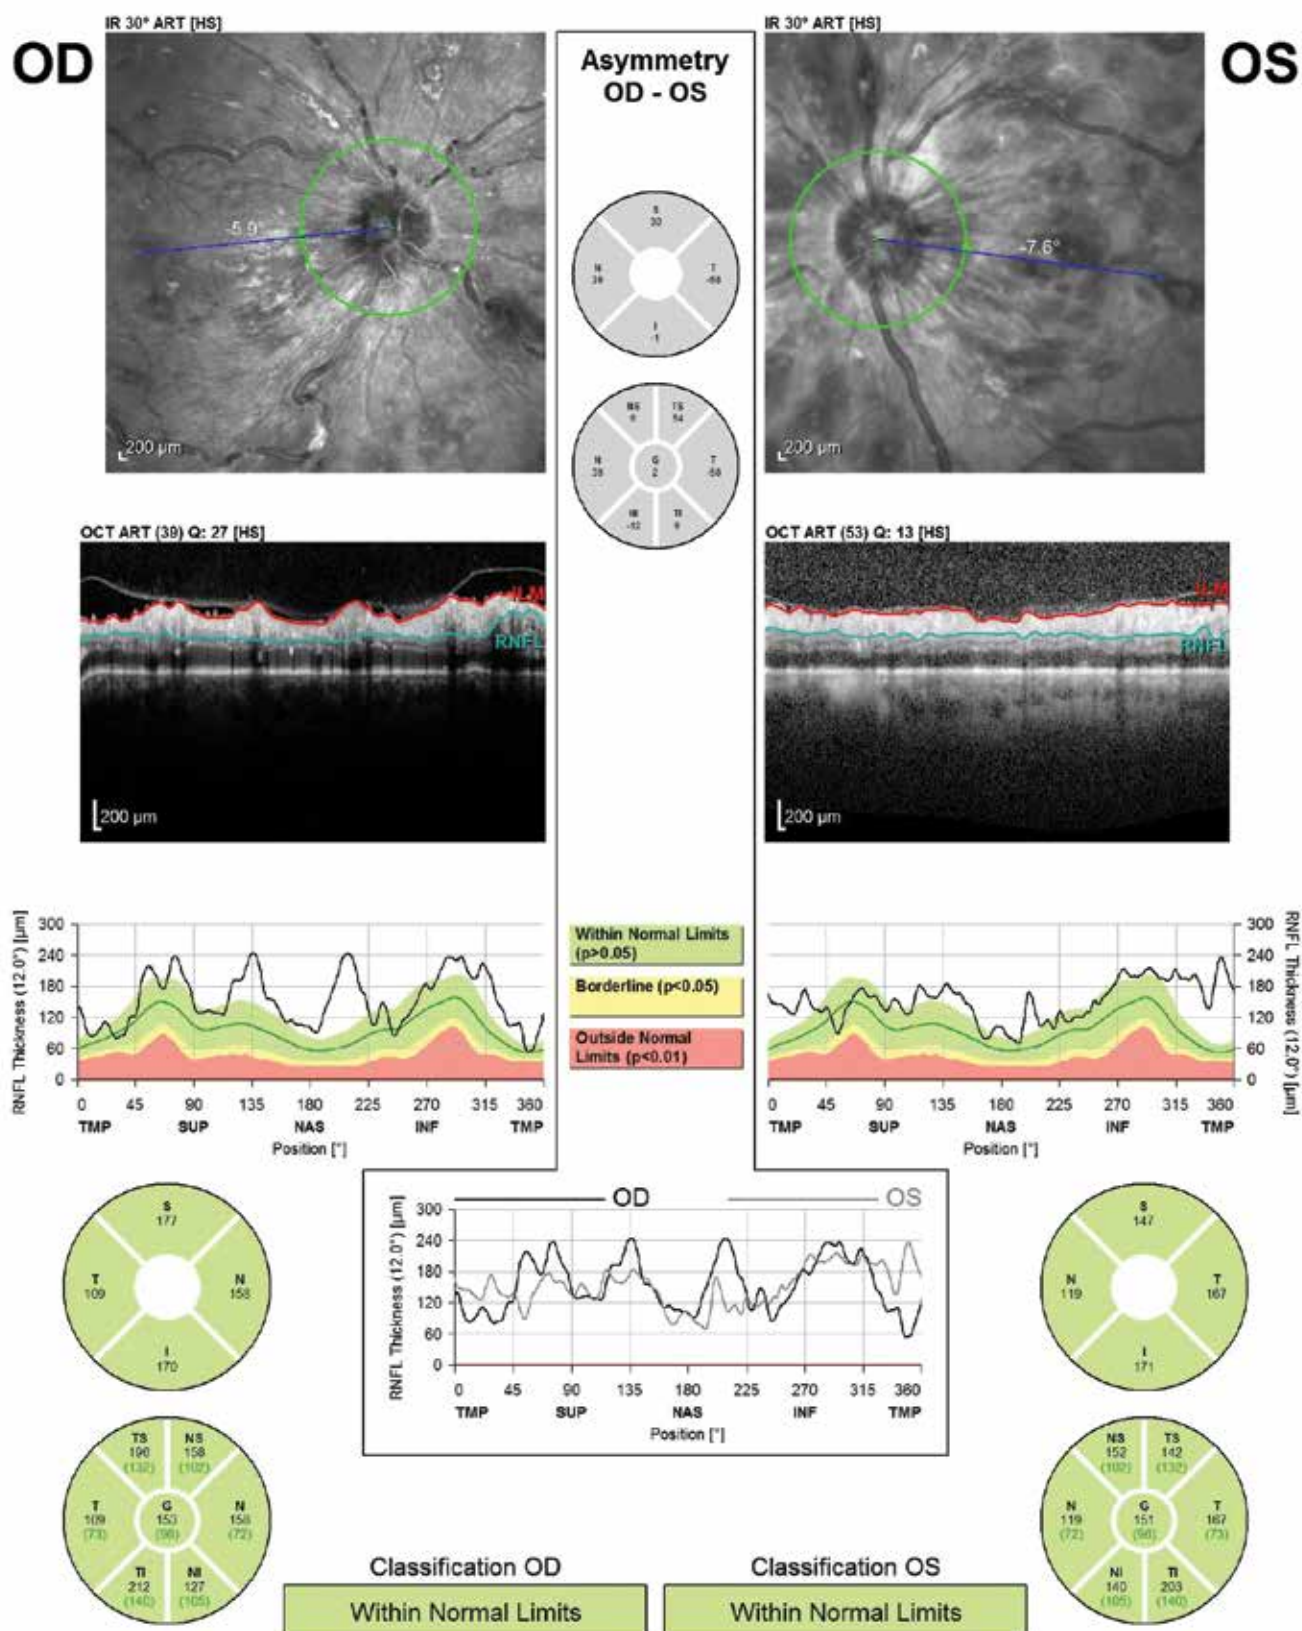 IR 30° ART [HS]
OD
-5.9°
200 µm
Asymmetry
OD - OS
S
30
N
39
T
-58
I
-1
TS
54
N
T
-58
G
2
IR 30° ART [HS]
OS
-7.6°
200 µm
OCT ART (39) Q: 27 [HS]
ILM
RNFL
200 µm
OCT ART (53) Q: 13 [HS]
ILM
RNFL
200 µm
RNFL Thickness (12.0°) [µm]
300
240
180
120
60
0
0 45 90 135 180 225 270 315 360
TMP SUP NAS INF TMP
Position [°]
Within Normal Limits
(p>0.05)
Borderline (p<0.05)
Outside Normal
Limits (p<0.01)
300
240
180
120
60
0
RNFL Thickness (12.0°) [µm]
0 45 90 135 180 225 270 315 360
TMP SUP NAS INF TMP
Position [°]
OD
OS
RNFL Thickness (12.0°) [µm]
300
240
180
120
60
0
0 45 90 135 180 225 270 315 360
TMP SUP NAS INF TMP
Position [°]
S
177
T
109
N
158
I
170
S
147
N
119
T
167
I
171
TS
196
(132)
NS
158
(102)
T
109
(73)
G
153
(98)
N
158
(72)
TI
212
(140)
NI
127
(105)
NS
152
(102)
TS
142
(132)
N
119
(72)
G
151
(98)
T
167
(73)
NI
140
(105)
TI
203
(140)
Classification OD
Within Normal Limits
Classification OS
Within Normal Limits